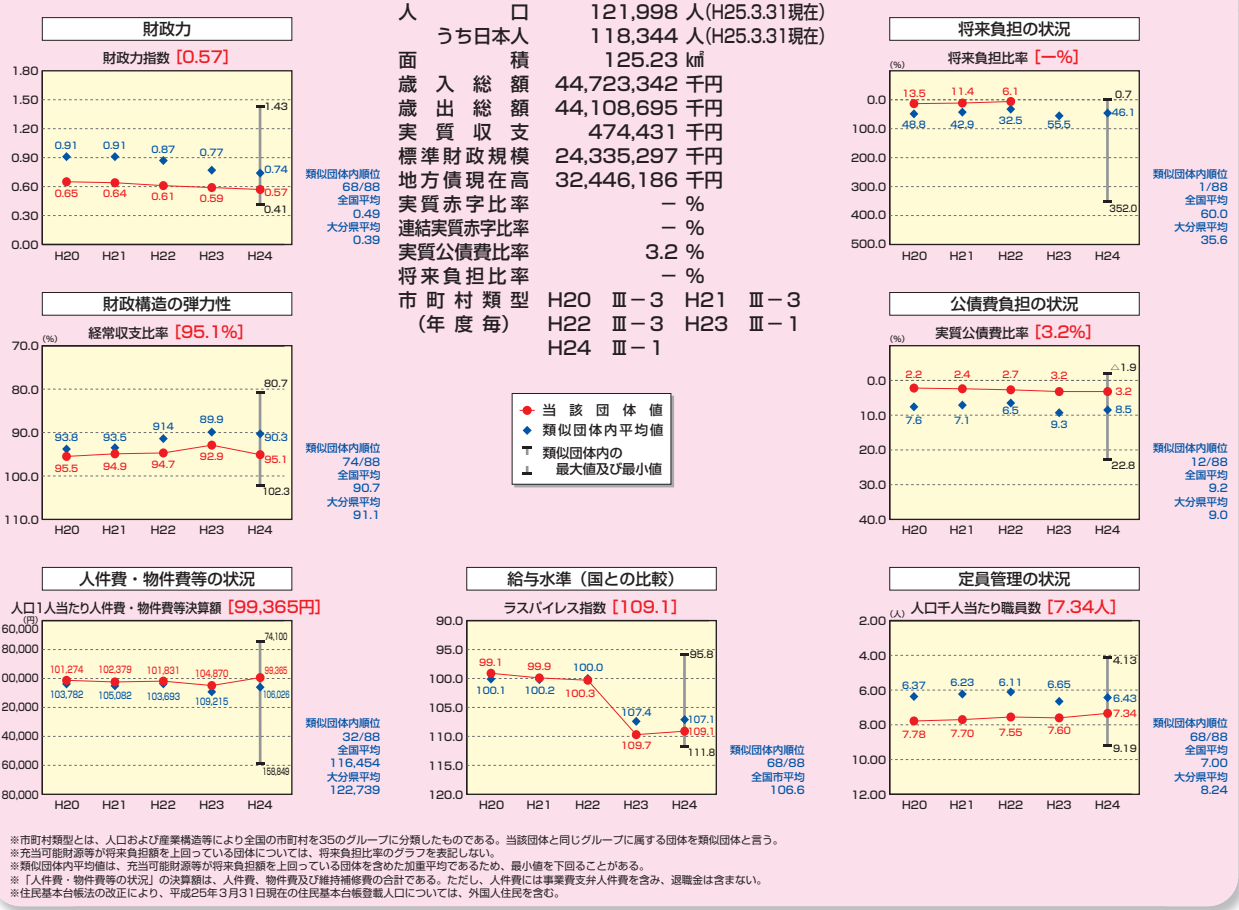 人口 121,998 人(H25.3.31現在)
うち日本人 118,344 人(H25.3.31現在)
面積 125.23 k㎡
歳入総額 44,723,342 千円
歳出総額 44,108,695 千円
実質収支 474,431 千円
標準財政規模 24,335,297 千円
地方債現在高 32,446,186 千円
実質赤字比率 － %
連結実質赤字比率 － %
実質公債費比率 3.2 %
将来負担比率 － %
市町村類型 H20 Ⅲ－3 H21 Ⅲ－3
（年度毎） H22 Ⅲ－3 H23 Ⅲ－1
H24 Ⅲ－1
当該団体値
類似団体内平均値
類似団体内の
最大値及び最小値
財政力
財政力指数 [0.57]
1.80
1.50
1.20
0.90
0.60
0.30
0.00
0.91 0.91 0.87 0.77 0.74
0.65 0.64 0.61 0.59 0.57
1.43
0.41
H20 H21 H22 H23 H24
類似団体内順位
68/88
全国平均
0.49
大分県平均
0.39
将来負担の状況
将来負担比率 [ー%]
(%)
0.0
100.0
200.0
300.0
400.0
500.0
13.5 11.4 6.1
48.8 42.9 32.5 55.5 46.1
0.7
352.0
H20 H21 H22 H23 H24
類似団体内順位
1/88
全国平均
60.0
大分県平均
35.6
財政構造の弾力性
経常収支比率 [95.1%]
(%)
70.0
80.0
90.0
100.0
110.0
93.8 93.5 914 89.9 90.3
95.5 94.9 94.7 92.9 95.1
80.7
102.3
H20 H21 H22 H23 H24
類似団体内順位
74/88
全国平均
90.7
大分県平均
91.1
公債費負担の状況
実質公債費比率 [3.2%]
(%)
0.0
10.0
20.0
30.0
40.0
2.2 2.4 2.7 3.2 3.2
7.6 7.1 6.5 9.3 8.5
△1.9
22.8
H20 H21 H22 H23 H24
類似団体内順位
12/88
全国平均
9.2
大分県平均
9.0
人件費・物件費等の状況
人口1人当たり人件費・物件費等決算額 [99,365円]
(円)
60,000
80,000
00,000
20,000
40,000
60,000
80,000
101,274 102,379 101,831 104,870 99,365
103,782 105,082 103,693 109,215 106,026
74,100
158,849
H20 H21 H22 H23 H24
類似団体内順位
32/88
全国平均
116,454
大分県平均
122,739
給与水準（国との比較）
ラスパイレス指数 [109.1]
90.0
95.0
100.0
105.0
110.0
115.0
120.0
99.1 99.9 100.0 107.4 107.1
100.1 100.2 100.3 109.7 109.1
95.8
111.8
H20 H21 H22 H23 H24
類似団体内順位
68/88
全国市平均
106.6
定員管理の状況
人口千人当たり職員数 [7.34人]
(人)
2.00
4.00
6.00
8.00
10.00
12.00
6.37 6.23 6.11 6.65 6.43
7.78 7.70 7.55 7.60 7.34
4.13
9.19
H20 H21 H22 H23 H24
類似団体内順位
68/88
全国平均
7.00
大分県平均
8.24
※市町村類型とは、人口および産業構造等により全国の市町村を35のグループに分類したものである。当該団体と同じグループに属する団体を類似団体と言う。
※充当可能財源等が将来負担額を上回っている団体については、将来負担比率のグラフを表記しない。
※類似団体内平均値は、充当可能財源等が将来負担額を上回っている団体を含めた加重平均であるため、最小値を下回ることがある。
※「人件費・物件費等の状況」の決算額は、人件費、物件費及び維持補修費の合計である。ただし、人件費には事業費支弁人件費を含み、退職金は含まない。
※住民基本台帳法の改正により、平成25年3月31日現在の住民基本台帳登載人口については、外国人住民を含む。